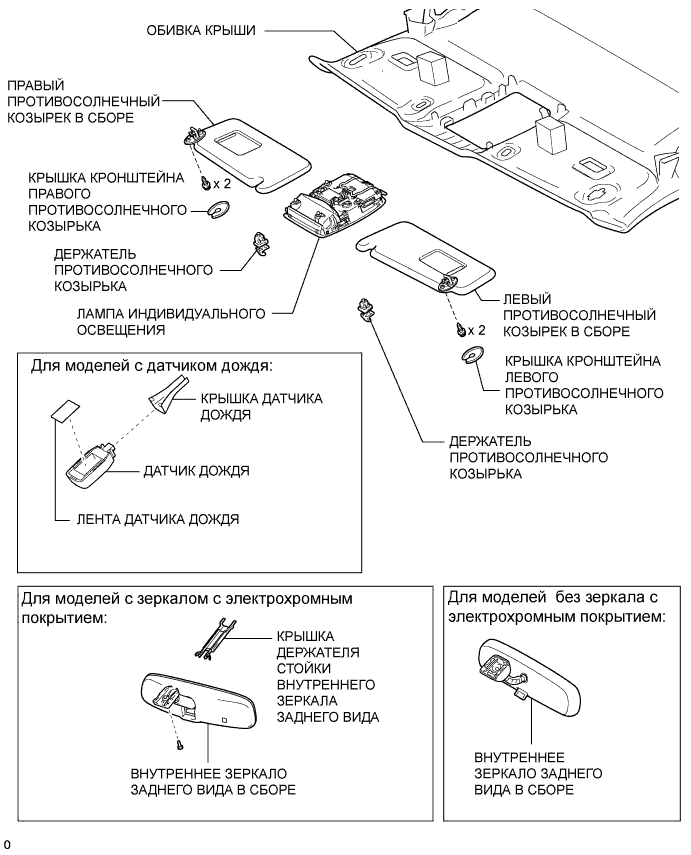 ОБИВКА КРЫШИ
ПРАВЫЙ
ПРОТИВОСОЛНЕЧНЫЙ
КОЗЫРЕК В СБОРЕ
x 2
КРЫШКА КРОНШТЕЙНА
ПРАВОГО
ПРОТИВОСОЛНЕЧНОГО
КОЗЫРЬКА
ДЕРЖАТЕЛЬ
ПРОТИВОСОЛНЕЧНОГО
КОЗЫРЬКА
ЛАМПА ИНДИВИДУАЛЬНОГО
ОСВЕЩЕНИЯ
ЛЕВЫЙ
ПРОТИВОСОЛНЕЧНЫЙ
КОЗЫРЕК В СБОРЕ
x 2
КРЫШКА КРОНШТЕЙНА
ЛЕВОГО
ПРОТИВОСОЛНЕЧНОГО
КОЗЫРЬКА
ДЕРЖАТЕЛЬ
ПРОТИВОСОЛНЕЧНОГО
КОЗЫРЬКА
Для моделей с датчиком дождя:
КРЫШКА ДАТЧИКА
ДОЖДЯ
ДАТЧИК ДОЖДЯ
ЛЕНТА ДАТЧИКА ДОЖДЯ
Для моделей с зеркалом с электрохромным
покрытием:
КРЫШКА
ДЕРЖАТЕЛЯ
СТОЙКИ
ВНУТРЕННЕГО
ЗЕРКАЛА
ЗАДНЕГО ВИДА
ВНУТРЕННЕЕ ЗЕРКАЛО
ЗАДНЕГО ВИДА В СБОРЕ
Для моделей без зеркала с
электрохромным покрытием:
ВНУТРЕННЕЕ
ЗЕРКАЛО ЗАДНЕГО
ВИДА В СБОРЕ
0